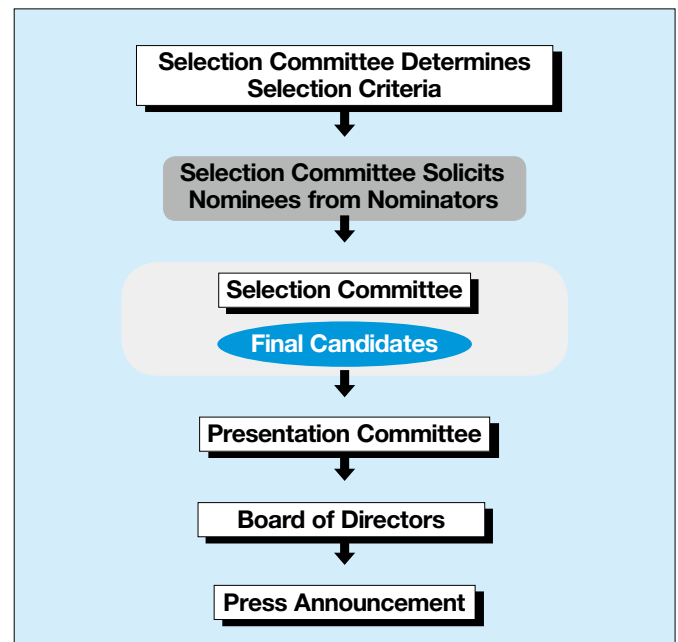 Selection Committee Determines
Selection Criteria
Selection Committee Solicits
Nominees from Nominators
Selection Committee
Final Candidates
Presentation Committee
Board of Directors
Press Announcement